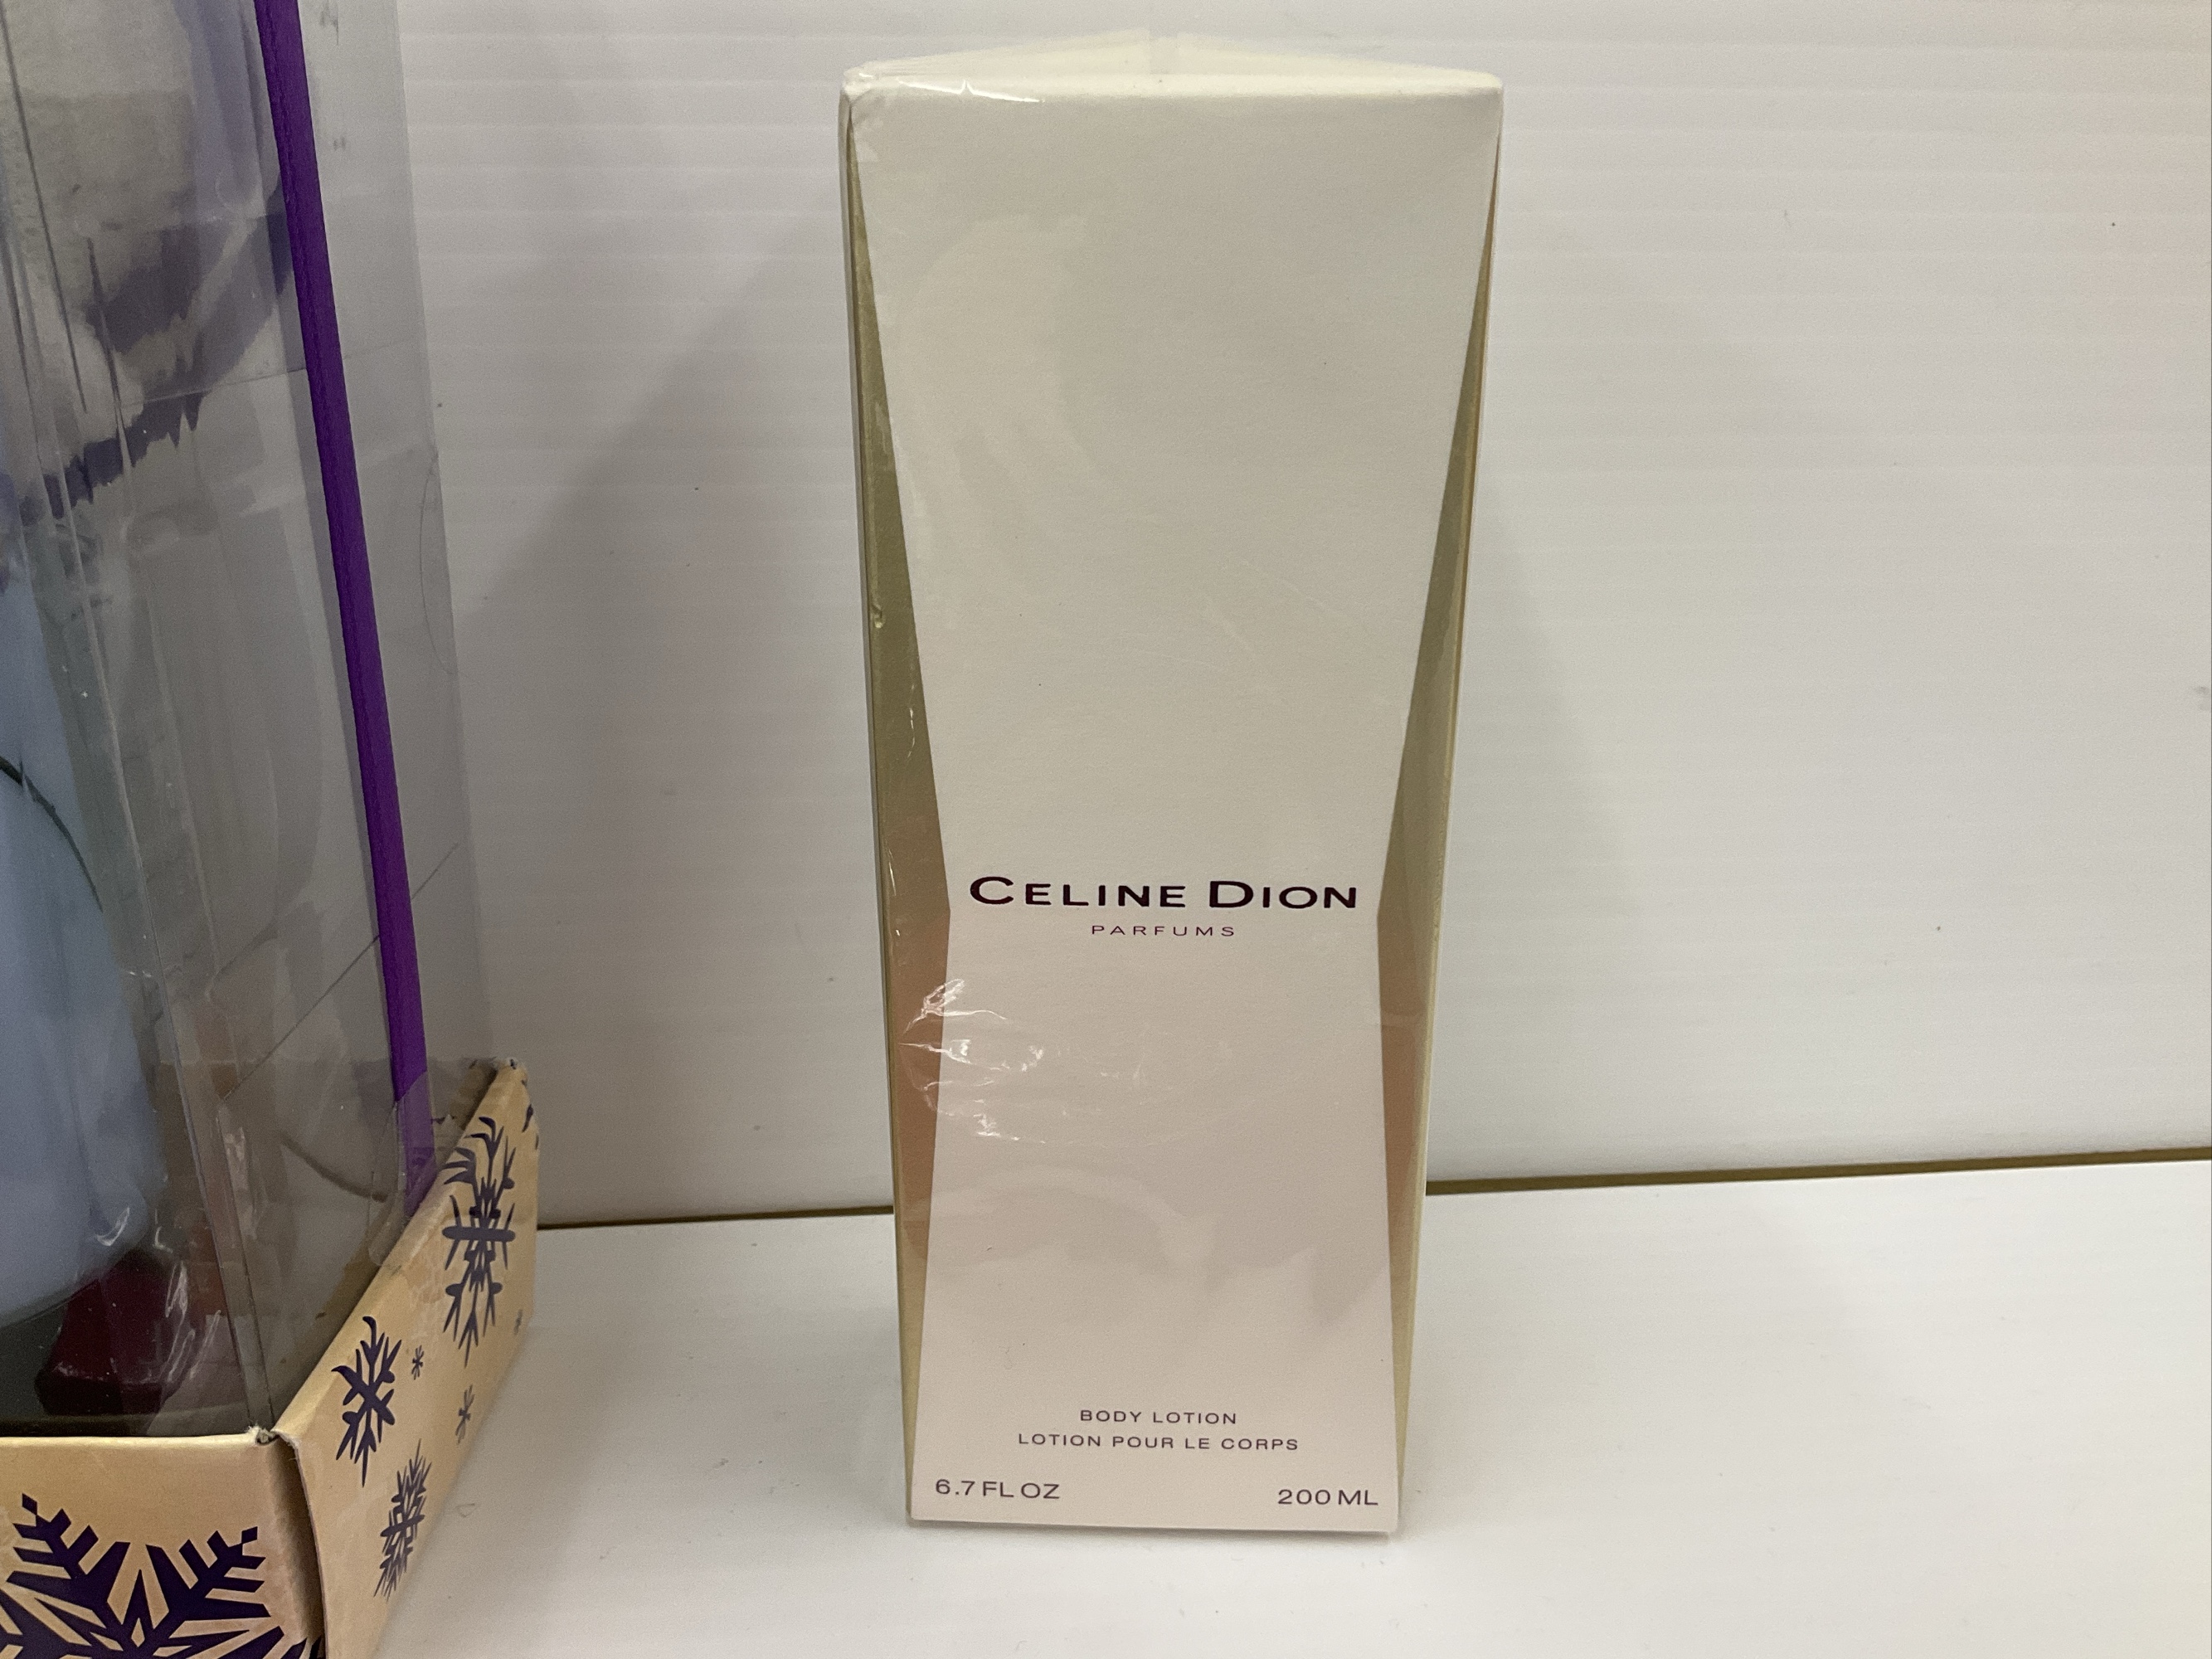 CELINE DION
PARFUMS
BODY LOTION
LOTION POUR LE CORPS
6.7 FL OZ 200 ML